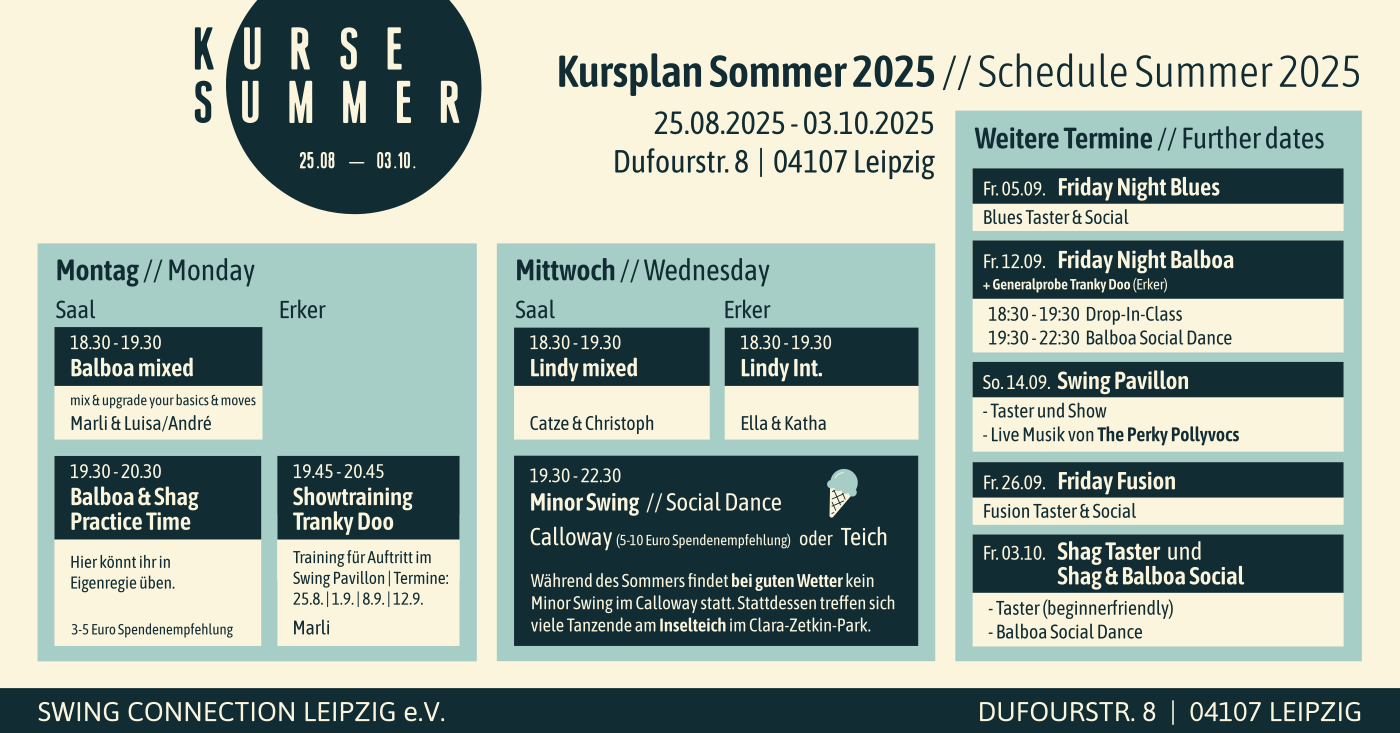 KURSE
SUMMER
25.08 — 03.10.
Kursplan Sommer 2025 // Schedule Summer 2025
25.08.2025 - 03.10.2025
Dufourstr. 8 | 04107 Leipzig
Montag // Monday
Saal
Erker
18.30 - 19.30
Balboa mixed
mix & upgrade your basics & moves
Marli & Luisa/André
19.30 - 20.30
Balboa & Shag
Practice Time
Hier könnt ihr in
Eigenregie üben.
3-5 Euro Spendenempfehlung
19.45 - 20.45
Showtraining
Tranky Doo
Training für Auftritt im
Swing Pavillon | Termine:
25.8. | 1.9. | 8.9. | 12.9.
Marli
Mittwoch // Wednesday
Saal
Erker
18.30 - 19.30
Lindy mixed
Catze & Christoph
18.30 - 19.30
Lindy Int.
Ella & Katha
19.30 - 22.30
Minor Swing // Social Dance
Calloway (5-10 Euro Spendenempfehlung) oder Teich
Während des Sommers findet bei guten Wetter kein
Minor Swing im Calloway statt. Stattdessen treffen sich
viele Tanzende am Inselteich im Clara-Zetkin-Park.
Weitere Termine // Further dates
Fr. 05.09. Friday Night Blues
Blues Taster & Social
Fr. 12.09. Friday Night Balboa
+ Generalprobe Tranky Doo (Erker)
18:30 - 19:30 Drop-In-Class
19:30 - 22:30 Balboa Social Dance
So. 14.09. Swing Pavillon
- Taster und Show
- Live Musik von The Perky Pollyvocs
Fr. 26.09. Friday Fusion
Fusion Taster & Social
Fr. 03.10. Shag Taster und
Shag & Balboa Social
- Taster (beginnerfriendly)
- Balboa Social Dance
SWING CONNECTION LEIPZIG e.V.
DUFOURSTR. 8 | 04107 LEIPZIG